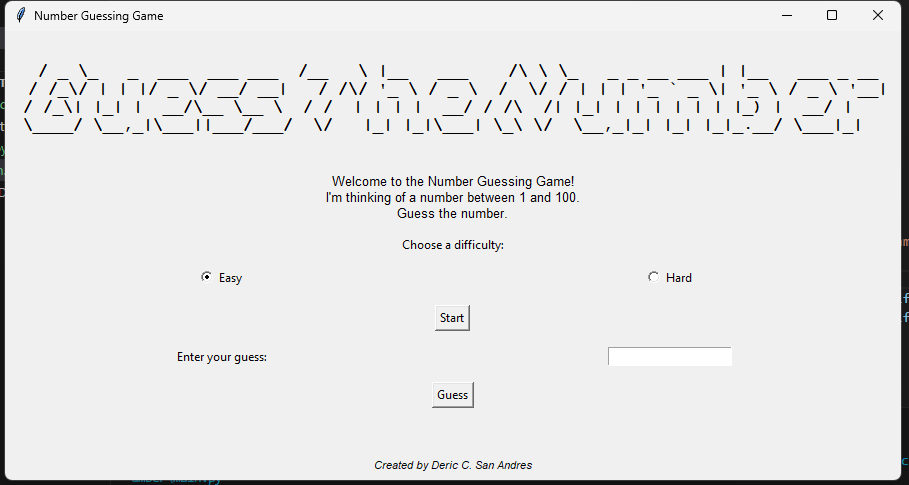 Number Guessing Game
Guess The Number
Welcome to the Number Guessing Game!
I'm thinking of a number between 1 and 100.
Guess the number.
Choose a difficulty:
Easy
Hard
Start
Enter your guess:
Guess
Created by Deric C. San Andres